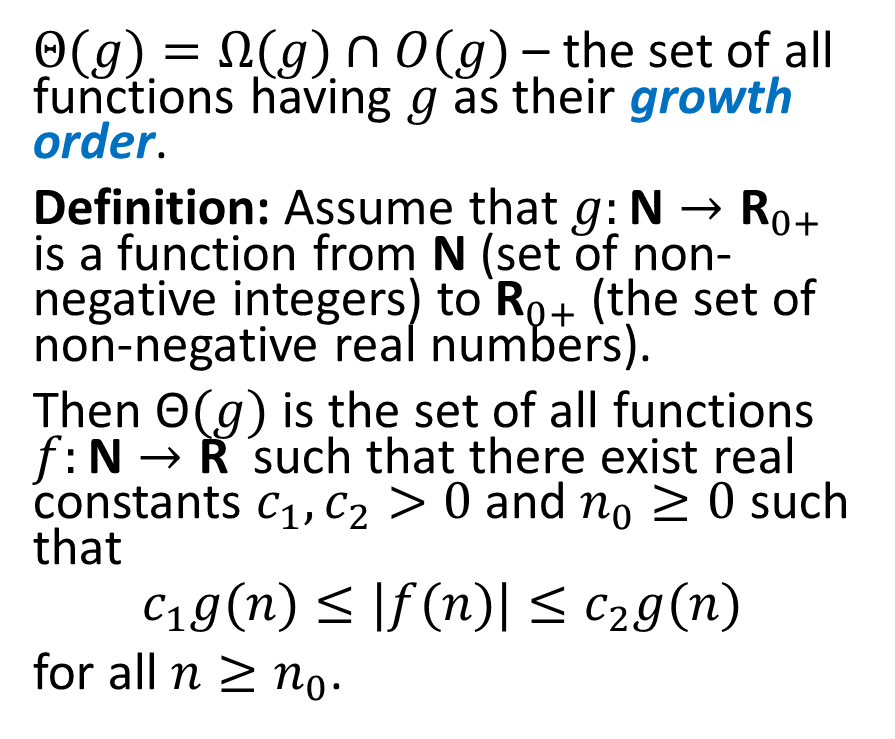 Θ(𝑔) = Ω(𝑔) ∩ 𝑂(𝑔) – the set of all
functions having 𝑔 as their growth
order.
Definition: Assume that 𝑔: N → R₀₊
is a function from N (set of non-
negative integers) to R₀₊ (the set of
non-negative real numbers).
Then Θ(𝑔) is the set of all functions
𝑓: N → R such that there exist real
constants 𝑐₁, 𝑐₂ > 0 and 𝑛₀ ≥ 0 such
that
𝑐₁𝑔(𝑛) ≤ |𝑓(𝑛)| ≤ 𝑐₂𝑔(𝑛)
for all 𝑛 ≥ 𝑛₀.